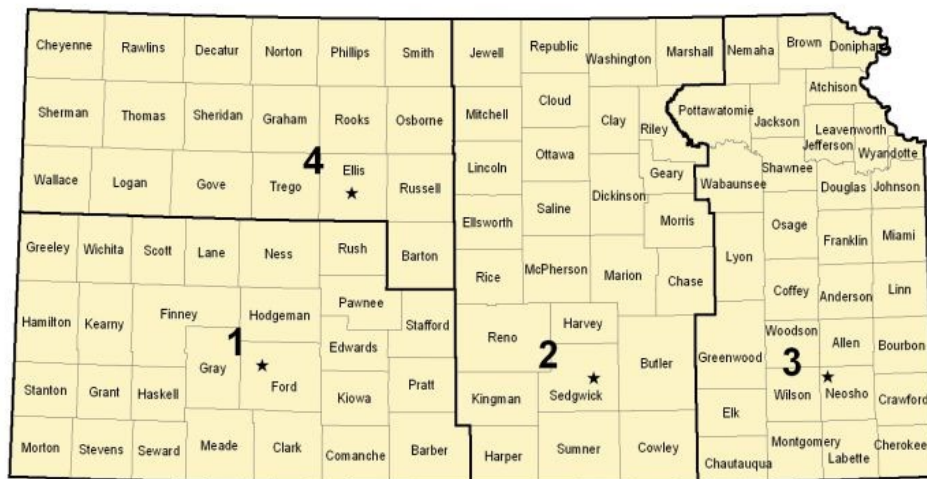 Cheyenne Rawlins Decatur Norton Phillips Smith Jewell Republic Washington Marshall Nemaha Brown Doniphan
Sherman Thomas Sheridan Graham Rooks Osborne Mitchell Cloud Clay Riley Pottawatomie Jackson Atchison
Leavenworth
Jefferson Wyandotte
Wallace Logan Gove Trego 4 Ellis Russell Lincoln Ottawa Dickinson Geary Wabaunsee Shawnee Douglas Johnson
Ellsworth Saline Morris
Greeley Wichita Scott Lane Ness Rush Barton Rice McPherson Marion Chase Lyon Osage Franklin Miami
Hamilton Kearny Finney Hodgeman Pawnee Stafford Coffey Anderson Linn
1 Edwards Reno Harvey 2 Butler Greenwood Woodson 3 Allen Bourbon
Stanton Grant Haskell Gray Ford Kiowa Pratt Kingman Sedgwick Elk Wilson Neosho Crawford
Morton Stevens Seward Meade Clark Comanche Barber Harper Sumner Cowley Chautauqua Montgomery Labette Cherokee